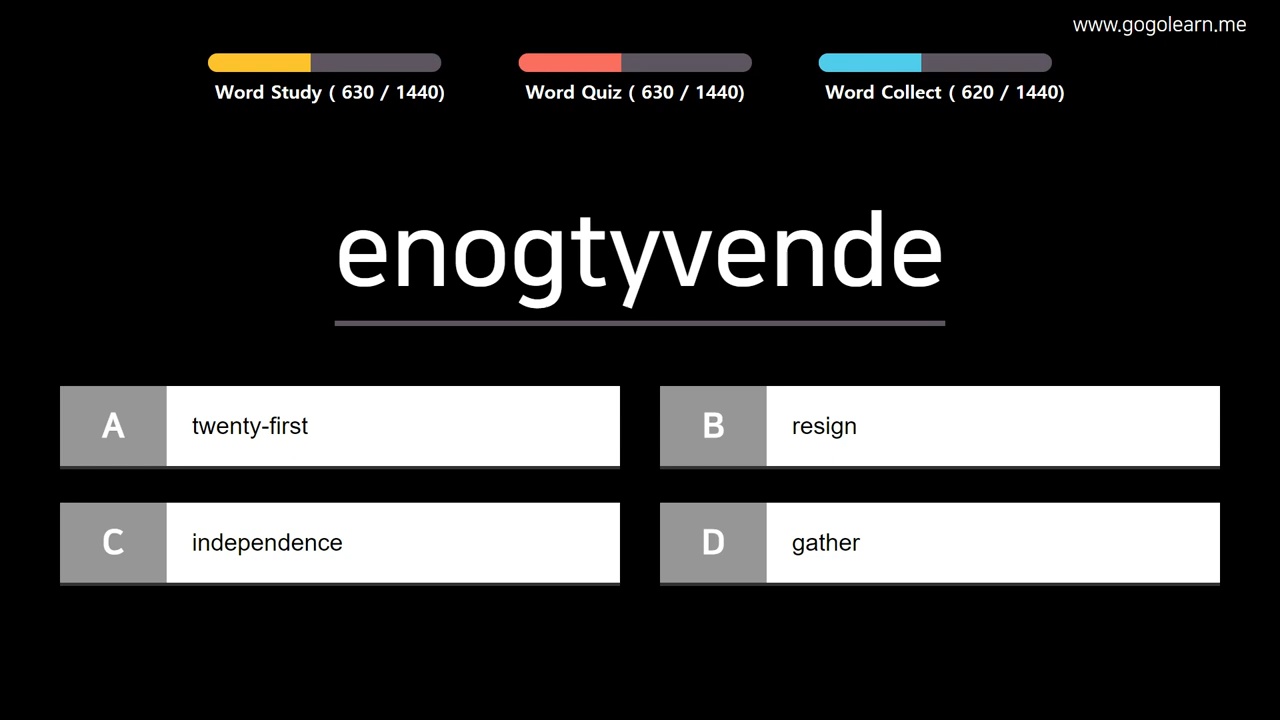 www.gogolearn.me
Word Study ( 630 / 1440)
Word Quiz ( 630 / 1440)
Word Collect ( 620 / 1440)
enogtyvende
A twenty-first
B resign
C independence
D gather